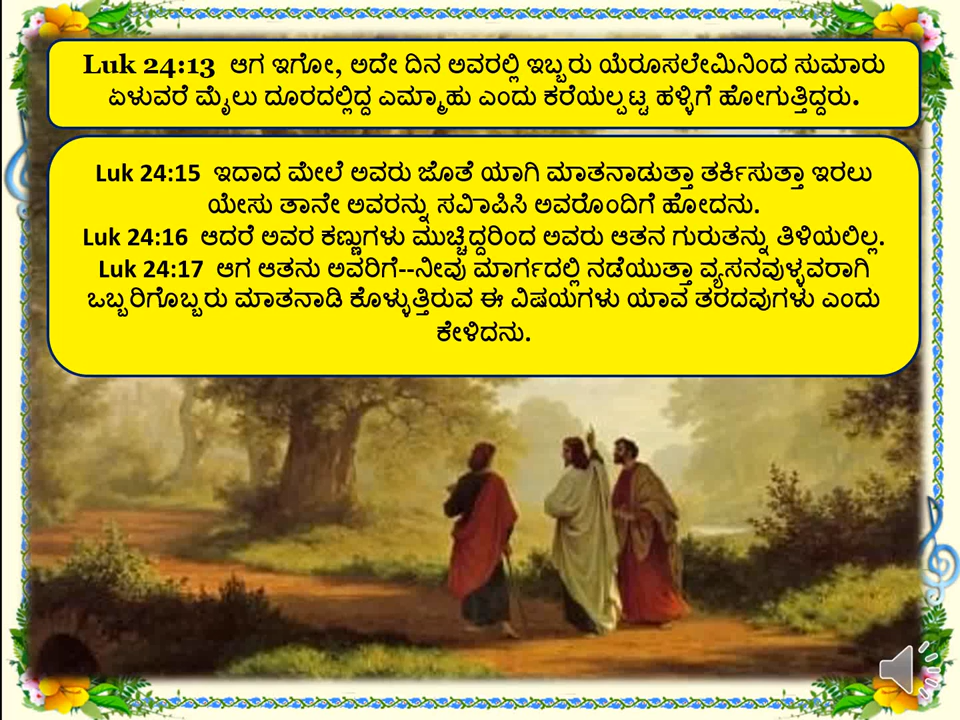 Luk 24:13 ಆಗ ಇಗೋ, ಅದೇ ದಿನ ಅವರಲ್ಲಿ ಇಬ್ಬರು ಯೆರೂಸಲೇಮಿನಿಂದ ಸುಮಾರು
ಏಳುವರೆ ಮೈಲು ದೂರದಲ್ಲಿದ್ದ ಎಮ್ಮಾಹು ಎಂದು ಕರೆಯಲ್ಪಟ್ಟ ಹಳ್ಳಿಗೆ ಹೋಗುತ್ತಿದ್ದರು.
Luk 24:15 ಇದಾದ ಮೇಲೆ ಅವರು ಜೊತೆ ಯಾಗಿ ಮಾತನಾಡುತ್ತಾ ತರ್ಕಿಸುತ್ತಾ ಇರಲು
ಯೇಸು ತಾನೇ ಅವರನ್ನು ಅವರೊಂದಿಗೆ ಹೋದನು.
Luk 24:16 ಆದರೆ ಅವರ ಕಣ್ಣುಗಳು ಮುಚ್ಚಿದ್ದರಿಂದ ಅವರು ಆತನ ಗುರುತನ್ನು ತಿಳಿಯಲಿಲ್ಲ.
Luk 24:17 ಆಗ ಆತನು ಅವರಿಗೆ--ನೀವು ಮಾರ್ಗದಲ್ಲಿ ನಡೆಯುತ್ತಾ ವ್ಯಸನವುಳ್ಳವರಾಗಿ
ಒಬ್ಬರಿಗೊಬ್ಬರು ಮಾತನಾಡಿ ಕೊಳ್ಳುತ್ತಿರುವ ಈ ವಿಷಯಗಳು ಯಾವ ತರದವುಗಳು ಎಂದು
ಕೇಳಿದನು.